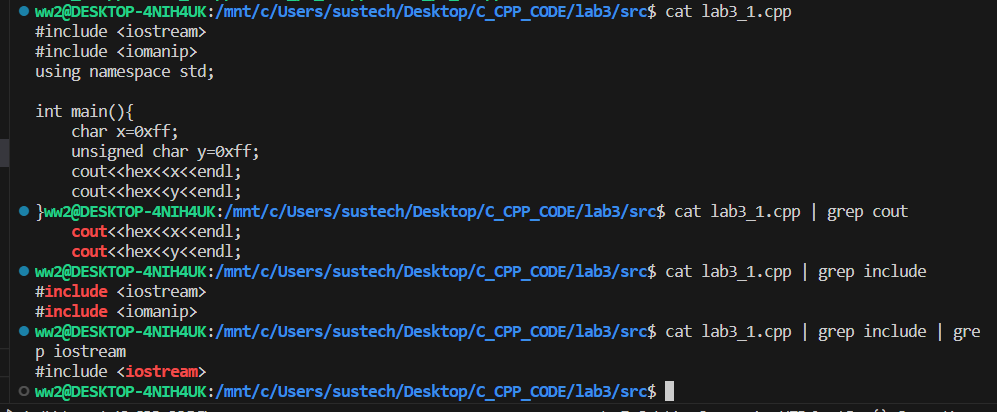 ww2@DESKTOP-4NIH4UK:/mnt/c/Users/sustech/Desktop/C_CPP_CODE/lab3/src$ cat lab3_1.cpp
#include <iostream>
#include <iomanip>
using namespace std;

int main(){
    char x=0xff;
    unsigned char y=0xff;
    cout<<hex<<x<<endl;
    cout<<hex<<y<<endl;
}ww2@DESKTOP-4NIH4UK:/mnt/c/Users/sustech/Desktop/C_CPP_CODE/lab3/src$ cat lab3_1.cpp | grep cout
    cout<<hex<<x<<endl;
    cout<<hex<<y<<endl;
ww2@DESKTOP-4NIH4UK:/mnt/c/Users/sustech/Desktop/C_CPP_CODE/lab3/src$ cat lab3_1.cpp | grep include
#include <iostream>
#include <iomanip>
ww2@DESKTOP-4NIH4UK:/mnt/c/Users/sustech/Desktop/C_CPP_CODE/lab3/src$ cat lab3_1.cpp | grep include | gre
p iostream
#include <iostream>
ww2@DESKTOP-4NIH4UK:/mnt/c/Users/sustech/Desktop/C_CPP_CODE/lab3/src$